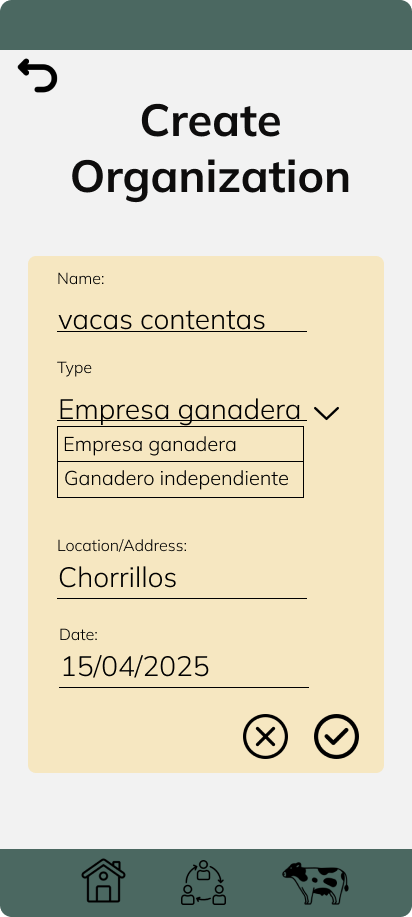 Create
Organization
Name:
vacas contentas
Type
Empresa ganadera
Empresa ganadera
Ganadero independiente
Location/Address:
Chorrillos
Date:
15/04/2025